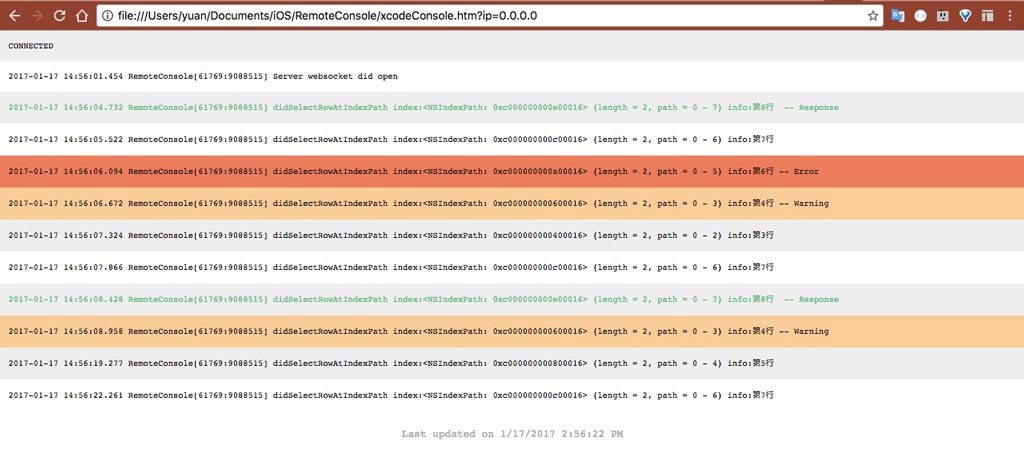 file:///Users/yuan/Documents/iOS/RemoteConsole/xcodeConsole.htm?ip=0.0.0.0
CONNECTED
2017-01-17 14:56:01.454 RemoteConsole[61769:9088515] Server websocket did open
2017-01-17 14:56:04.732 RemoteConsole[61769:9088515] didSelectRowAtIndexPath index:<NSIndexPath: 0xc000000000e00016> {length = 2, path = 0 - 7} info:第8行  -- Response
2017-01-17 14:56:05.522 RemoteConsole[61769:9088515] didSelectRowAtIndexPath index:<NSIndexPath: 0xc000000000c00016> {length = 2, path = 0 - 6} info:第7行
2017-01-17 14:56:06.094 RemoteConsole[61769:9088515] didSelectRowAtIndexPath index:<NSIndexPath: 0xc000000000a00016> {length = 2, path = 0 - 5} info:第6行 -- Error
2017-01-17 14:56:06.672 RemoteConsole[61769:9088515] didSelectRowAtIndexPath index:<NSIndexPath: 0xc000000000600016> {length = 2, path = 0 - 3} info:第4行 -- Warning
2017-01-17 14:56:07.324 RemoteConsole[61769:9088515] didSelectRowAtIndexPath index:<NSIndexPath: 0xc000000000400016> {length = 2, path = 0 - 2} info:第3行
2017-01-17 14:56:07.866 RemoteConsole[61769:9088515] didSelectRowAtIndexPath index:<NSIndexPath: 0xc000000000c00016> {length = 2, path = 0 - 6} info:第7行
2017-01-17 14:56:08.428 RemoteConsole[61769:9088515] didSelectRowAtIndexPath index:<NSIndexPath: 0xc000000000e00016> {length = 2, path = 0 - 7} info:第8行  -- Response
2017-01-17 14:56:08.958 RemoteConsole[61769:9088515] didSelectRowAtIndexPath index:<NSIndexPath: 0xc000000000600016> {length = 2, path = 0 - 3} info:第4行 -- Warning
2017-01-17 14:56:19.277 RemoteConsole[61769:9088515] didSelectRowAtIndexPath index:<NSIndexPath: 0xc000000000800016> {length = 2, path = 0 - 4} info:第5行
2017-01-17 14:56:22.261 RemoteConsole[61769:9088515] didSelectRowAtIndexPath index:<NSIndexPath: 0xc000000000c00016> {length = 2, path = 0 - 6} info:第7行
Last updated on 1/17/2017 2:56:22 PM